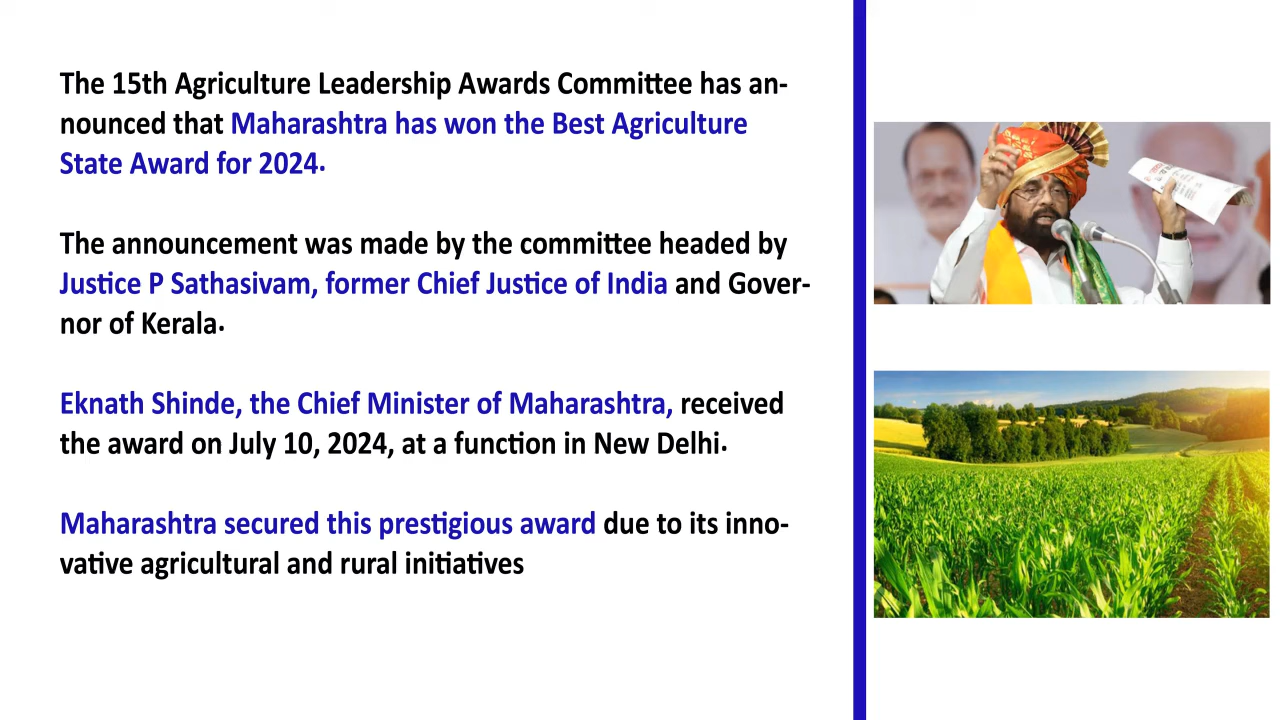 The 15th Agriculture Leadership Awards Committee has an-
nounced that Maharashtra has won the Best Agriculture
State Award for 2024.
The announcement was made by the committee headed by
Justice P Sathasivam, former Chief Justice of India and Gover-
nor of Kerala.
Eknath Shinde, the Chief Minister of Maharashtra, received
the award on July 10, 2024, at a function in New Delhi.
Maharashtra secured this prestigious award due to its inno-
vative agricultural and rural initiatives